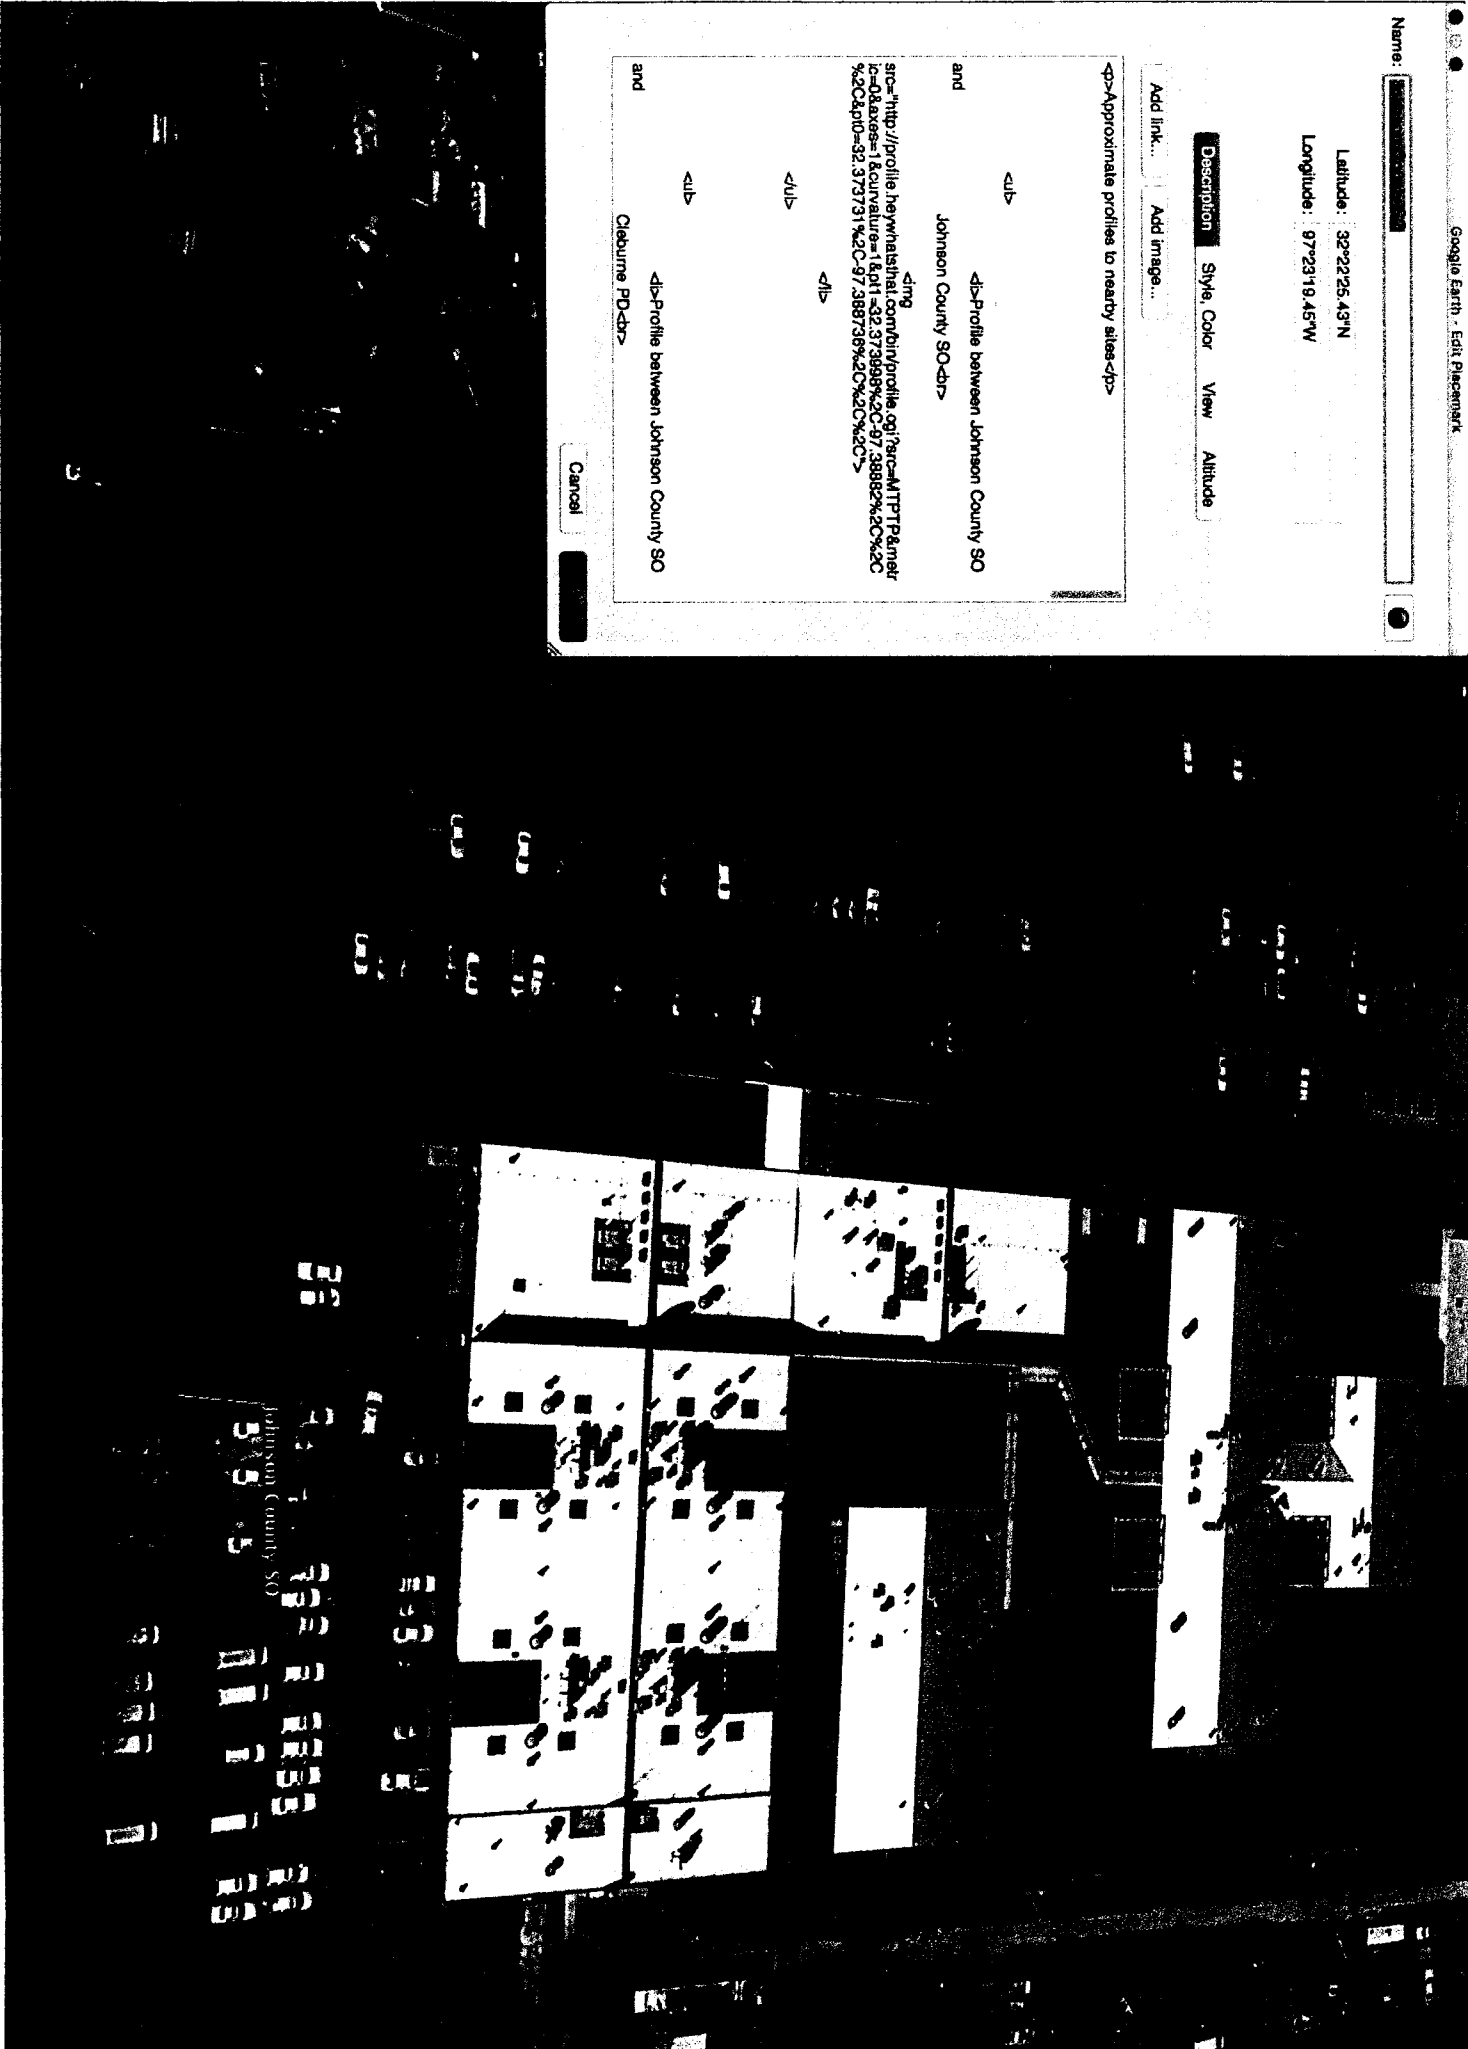 Google Earth - Edit Placemark
Name:
Latitude: 32°22'25.43"N
Longitude: 97°23'19.45"W
Description Style, Color View Altitude
Add link... Add image...
<p>Approximate profiles to nearby sites</p>
<ul>
<li>Profile between Johnson County SO
and
Johnson County SO<br>
<img
src="http://profile.heywhatsthat.com/bin/profile.cgi?src=MTPTP&metr
ic=0&axes=1&curvature=1&pt1=32.373998%2C-97.38882%2C%2C
%2C&pt0=32.373731%2C-97.388736%2C%2C%2C">
</li>
</ul>
<ul>
<li>Profile between Johnson County SO
and
Cleburne PD<br>
Cancel
Johnson County SO